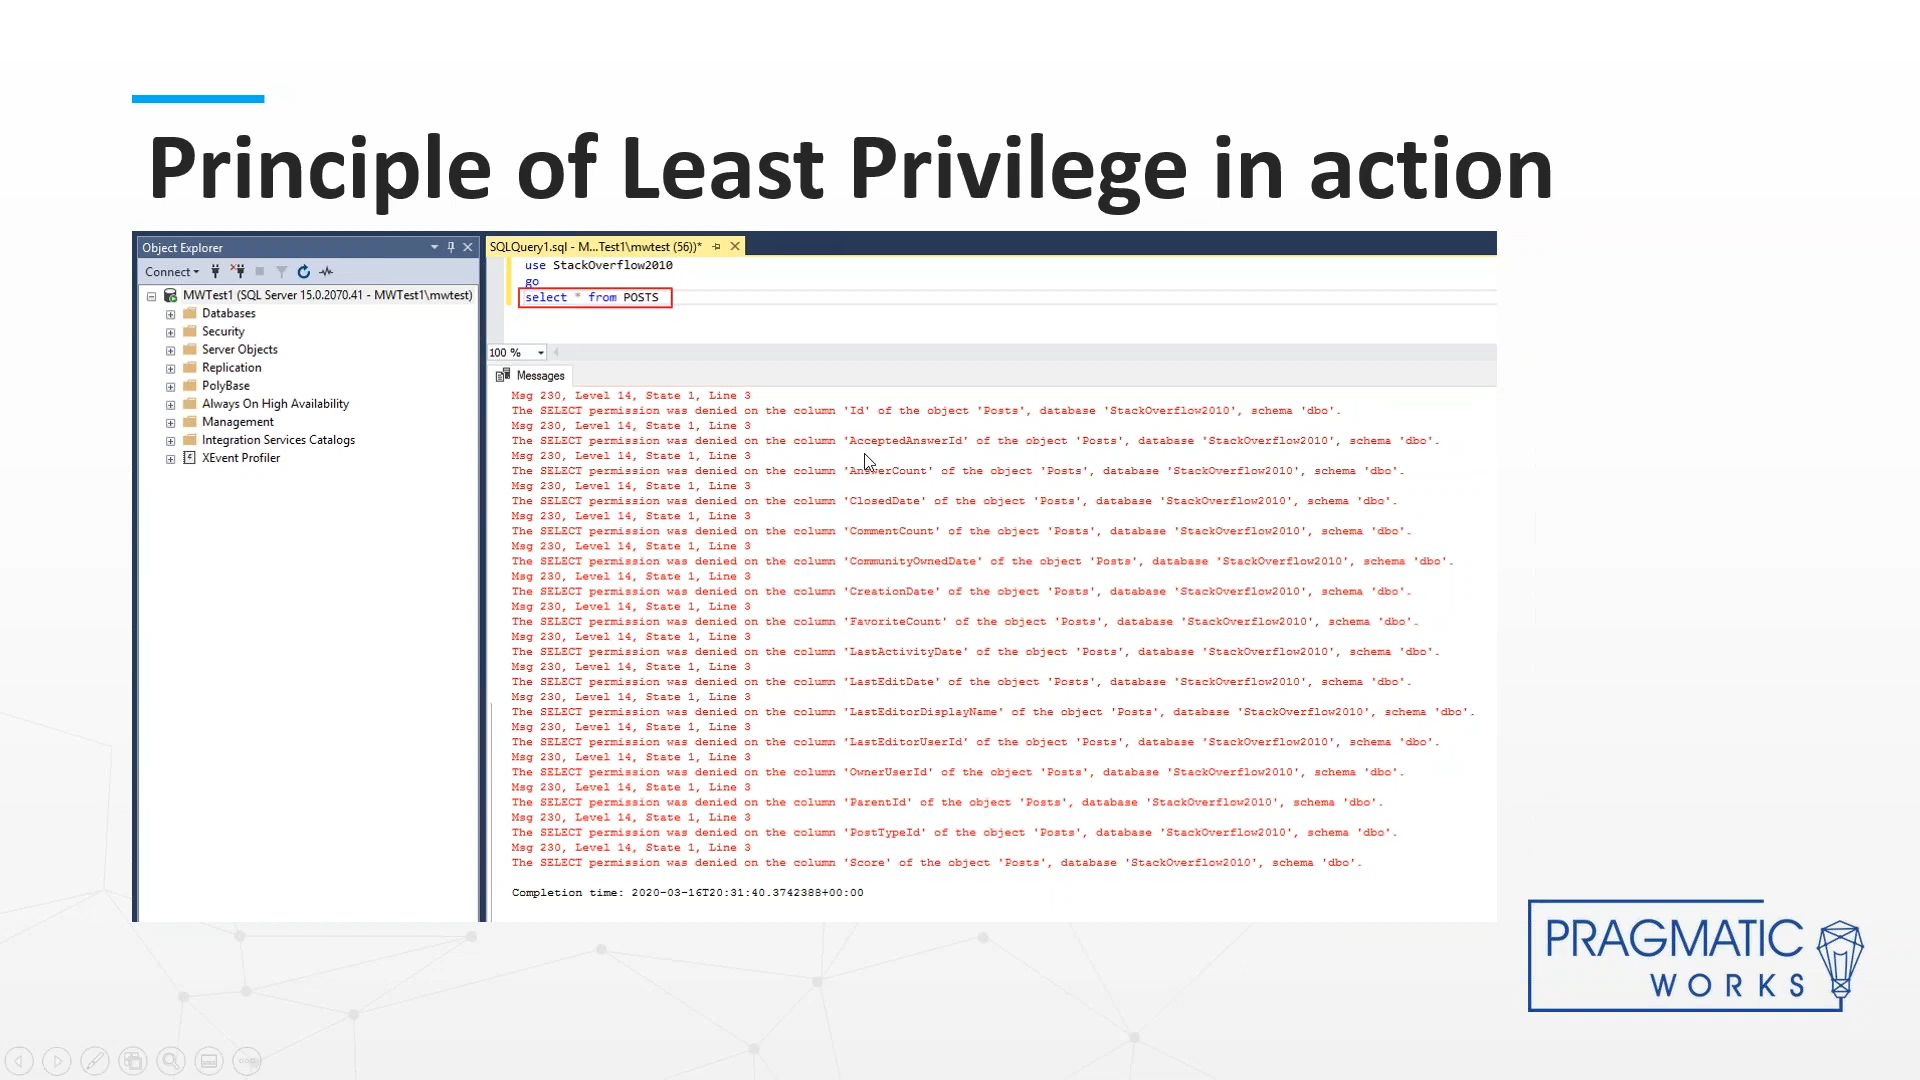 Principle of Least Privilege in action
Object Explorer
Connect
MWTest1 (SQL Server 15.0.2070.41 - MWTest1\mwtest)
Databases
Security
Server Objects
Replication
PolyBase
Always On High Availability
Management
Integration Services Catalogs
XEvent Profiler
SQLQuery1.sql - M...Test1\mwtest (56))*
use StackOverflow2010
go
select * from POSTS
100 %
Messages
Msg 230, Level 14, State 1, Line 3
The SELECT permission was denied on the column 'Id' of the object 'Posts', database 'StackOverflow2010', schema 'dbo'.
Msg 230, Level 14, State 1, Line 3
The SELECT permission was denied on the column 'AcceptedAnswerId' of the object 'Posts', database 'StackOverflow2010', schema 'dbo'.
Msg 230, Level 14, State 1, Line 3
The SELECT permission was denied on the column 'AnswerCount' of the object 'Posts', database 'StackOverflow2010', schema 'dbo'.
Msg 230, Level 14, State 1, Line 3
The SELECT permission was denied on the column 'ClosedDate' of the object 'Posts', database 'StackOverflow2010', schema 'dbo'.
Msg 230, Level 14, State 1, Line 3
The SELECT permission was denied on the column 'CommentCount' of the object 'Posts', database 'StackOverflow2010', schema 'dbo'.
Msg 230, Level 14, State 1, Line 3
The SELECT permission was denied on the column 'CommunityOwnedDate' of the object 'Posts', database 'StackOverflow2010', schema 'dbo'.
Msg 230, Level 14, State 1, Line 3
The SELECT permission was denied on the column 'CreationDate' of the object 'Posts', database 'StackOverflow2010', schema 'dbo'.
Msg 230, Level 14, State 1, Line 3
The SELECT permission was denied on the column 'FavoriteCount' of the object 'Posts', database 'StackOverflow2010', schema 'dbo'.
Msg 230, Level 14, State 1, Line 3
The SELECT permission was denied on the column 'LastActivityDate' of the object 'Posts', database 'StackOverflow2010', schema 'dbo'.
Msg 230, Level 14, State 1, Line 3
The SELECT permission was denied on the column 'LastEditDate' of the object 'Posts', database 'StackOverflow2010', schema 'dbo'.
Msg 230, Level 14, State 1, Line 3
The SELECT permission was denied on the column 'LastEditorDisplayName' of the object 'Posts', database 'StackOverflow2010', schema 'dbo'.
Msg 230, Level 14, State 1, Line 3
The SELECT permission was denied on the column 'LastEditorUserId' of the object 'Posts', database 'StackOverflow2010', schema 'dbo'.
Msg 230, Level 14, State 1, Line 3
The SELECT permission was denied on the column 'OwnerUserId' of the object 'Posts', database 'StackOverflow2010', schema 'dbo'.
Msg 230, Level 14, State 1, Line 3
The SELECT permission was denied on the column 'ParentId' of the object 'Posts', database 'StackOverflow2010', schema 'dbo'.
Msg 230, Level 14, State 1, Line 3
The SELECT permission was denied on the column 'PostTypeId' of the object 'Posts', database 'StackOverflow2010', schema 'dbo'.
Msg 230, Level 14, State 1, Line 3
The SELECT permission was denied on the column 'Score' of the object 'Posts', database 'StackOverflow2010', schema 'dbo'.
Completion time: 2020-03-16T20:31:40.3742388+00:00
PRAGMATIC
WORKS